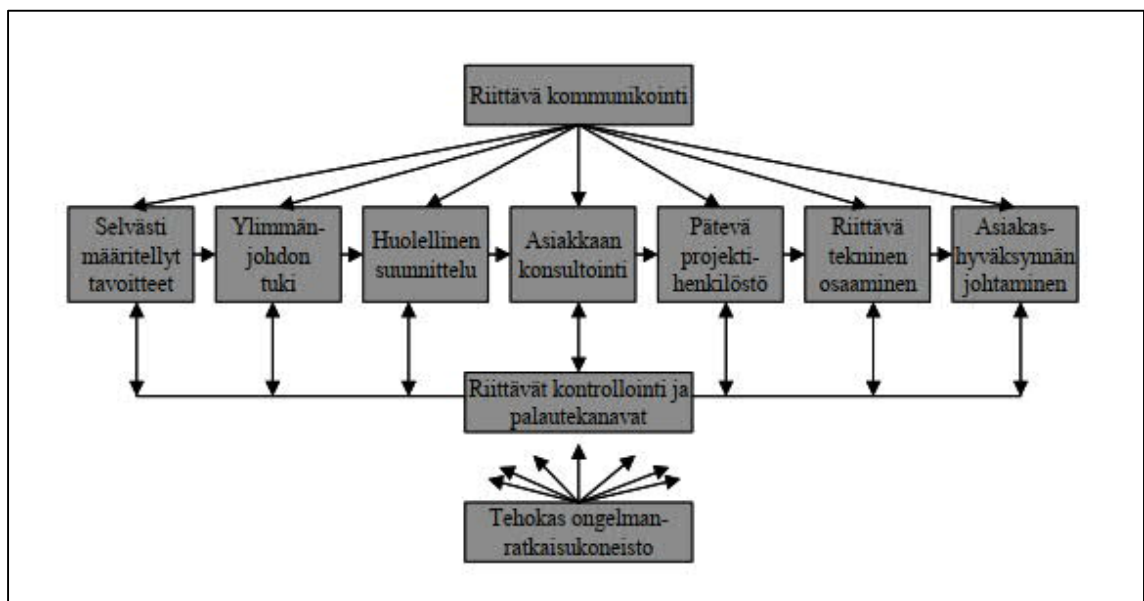 Riittävä kommunikointi
Selvästi
määritellyt
tavoitteet
Ylimmän-
johdon
tuki
Huolellinen
suunnittelu
Asiakkaan
konsultointi
Pätevä
projekti-
henkilöstö
Riittävä
tekninen
osaaminen
Asiakas-
hyväksynnän
johtaminen
Riittävät kontrollointi ja
palautekanavat
Tehokas ongelman-
ratkaisukoneisto